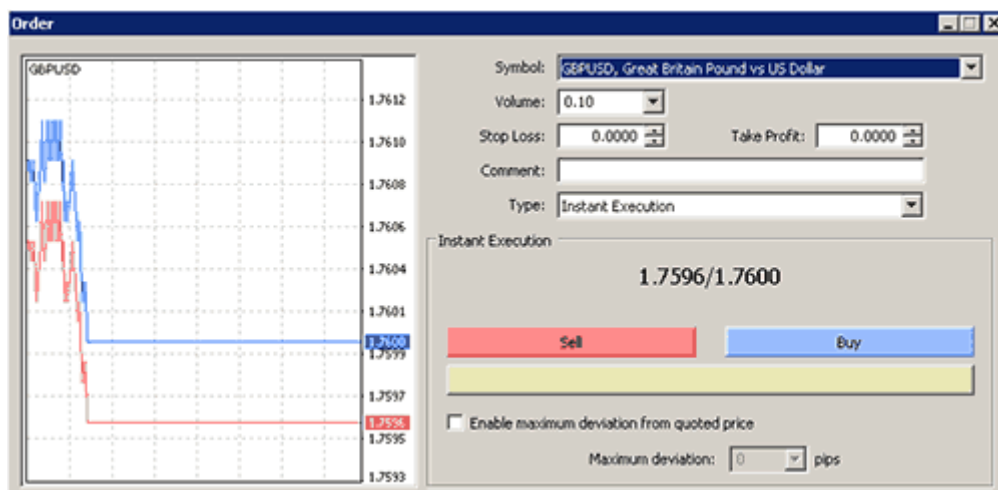 Order
GBPUSD
1.7612
1.7610
1.7608
1.7606
1.7604
1.7601
1.7600
1.7599
1.7597
1.7596
1.7595
1.7593
Symbol: GBPUSD, Great Britain Pound vs US Dollar
Volume: 0.10
Stop Loss: 0.0000 Take Profit: 0.0000
Comment:
Type: Instant Execution
Instant Execution
1.7596/1.7600
Sell Buy
Enable maximum deviation from quoted price
Maximum deviation: 0 pips